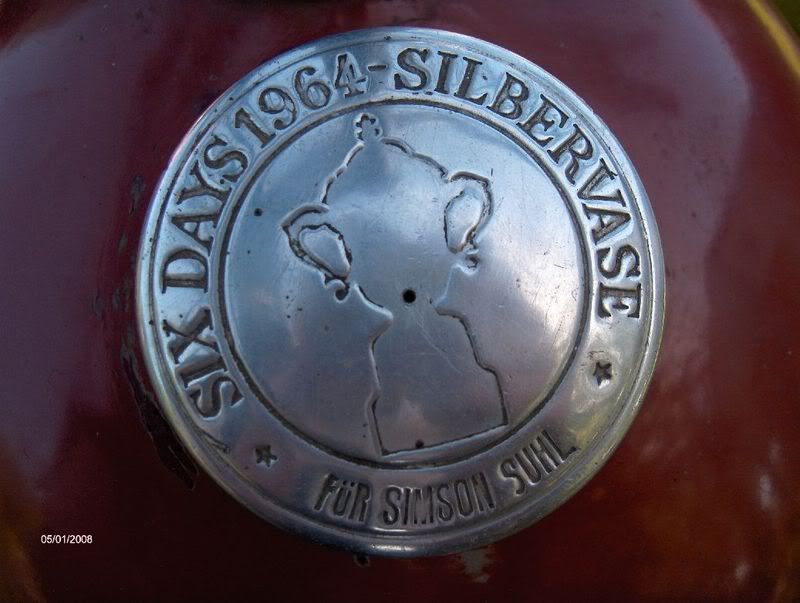 SIX DAYS 1964-SILBERVASE
FÜR SIMSON SUHL
05/01/2008